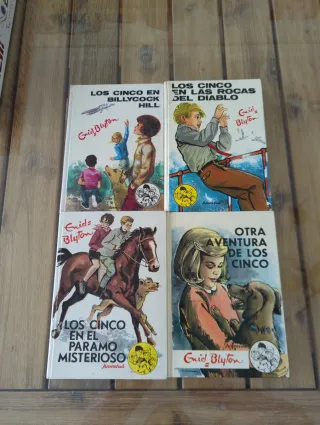 LOS CINCO EN
BILLYCOCK
HILL
Enid Blyton
LOS CINCO
EN LAS ROCAS
DEL DIABLO
Enid
Blyton
Juventud
Enid
Blyton
LOS CINCO
EN EL
PARAMO
MISTERIOSO
Juventud
OTRA
AVENTURA
DE LOS
CINCO
Enid
Blyton